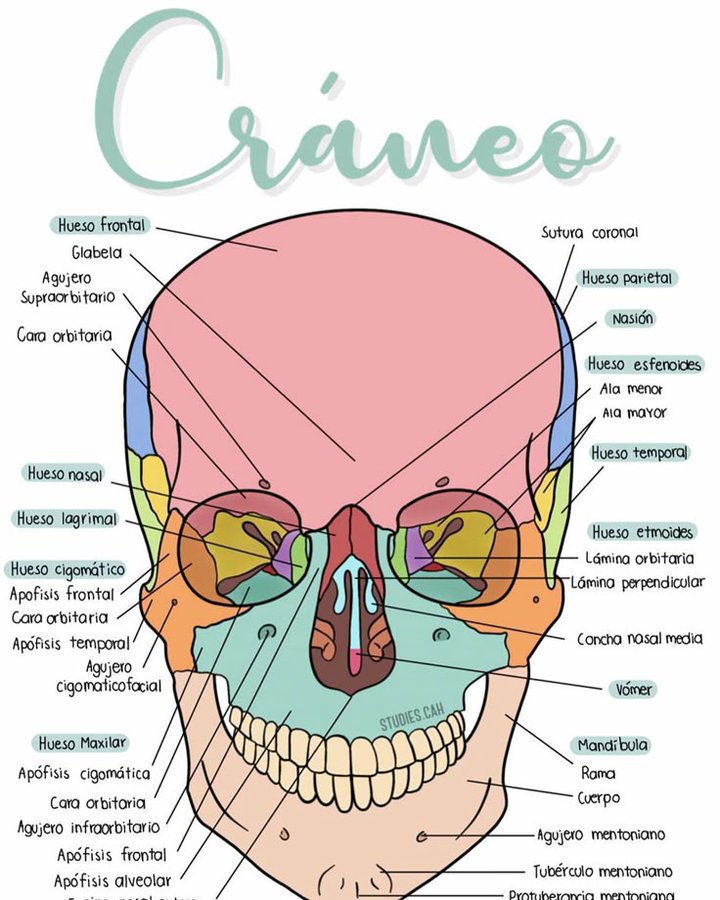 Cráneo
Hueso frontal
Glabela
Agujero
Supraorbitario
Cara orbitaria
Hueso nasal
Hueso lagrimal
Hueso cigomático
Apofisis frontal
Cara orbitaria
Apófisis temporal
Agujero
cigomaticofacial
Hueso Maxilar
Apófisis cigomática
Cara orbitaria
Agujero infraorbitario
Apófisis frontal
Apófisis alveolar
Sutura coronal
Hueso parietal
Nasión
Hueso esfenoides
Ala menor
Ala mayor
Hueso temporal
Hueso etmoides
Lámina orbitaria
Lámina perpendicular
Concha nasal media
Vómer
Mandíbula
Rama
Cuerpo
Agujero mentoniano
Tubérculo mentoniano
Protuberancia mentoniana
STUDIES.CAH